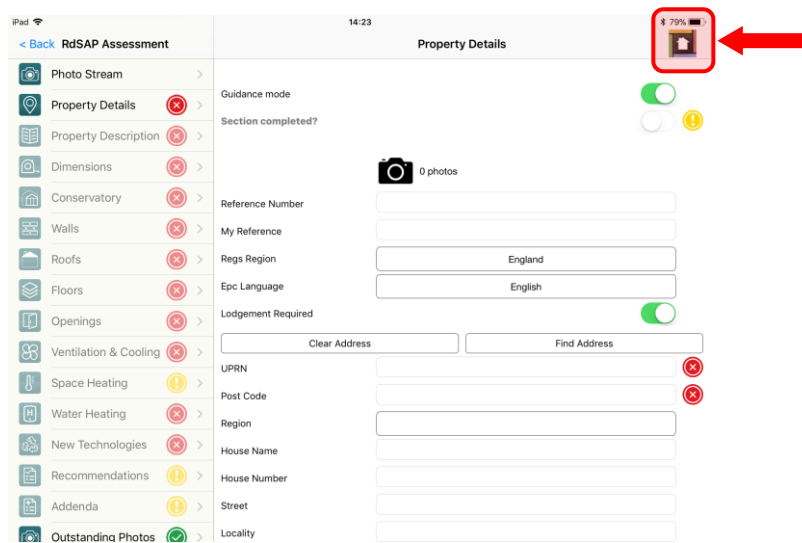 iPad 14:23 79%
< Back RdSAP Assessment Property Details
Photo Stream
Property Details
Property Description
Dimensions
Conservatory
Walls
Roofs
Floors
Openings
Ventilation & Cooling
Space Heating
Water Heating
New Technologies
Recommendations
Addenda
Outstanding Photos
Guidance mode
Section completed?
0 photos
Reference Number
My Reference
Regs Region England
Epc Language English
Lodgement Required
Clear Address Find Address
UPRN
Post Code
Region
House Name
House Number
Street
Locality